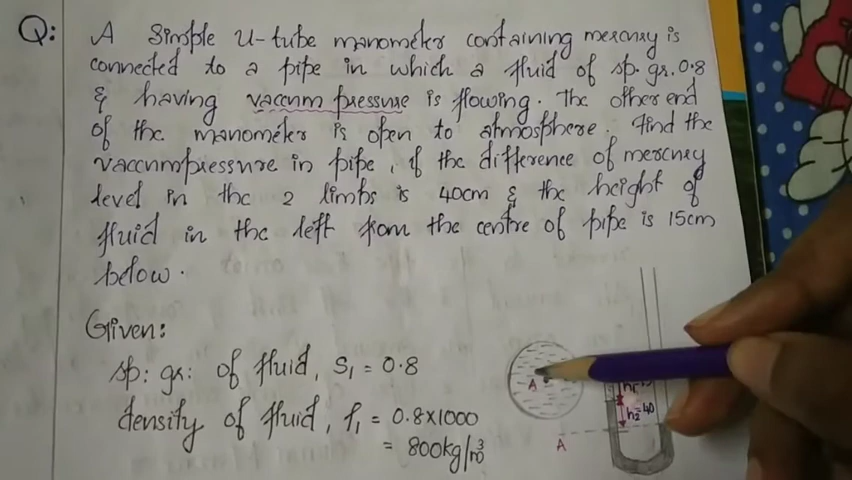 Q: A Simple U-tube manometer containing mercury is
connected to a pipe in which a fluid of sp. gr. 0.8
& having vaccum pressure is flowing. The other end
of the manometer is open to atmosphere. Find the
vaccum pressure in pipe, if the difference of mercury
level in the 2 limbs is 40cm & the height of
fluid in the left from the centre of pipe is 15cm
below.
Given:
sp: gr: of fluid, S₁ = 0.8
density of fluid, ρ₁ = 0.8×1000
= 800kg/m³
A
h₂=40
A